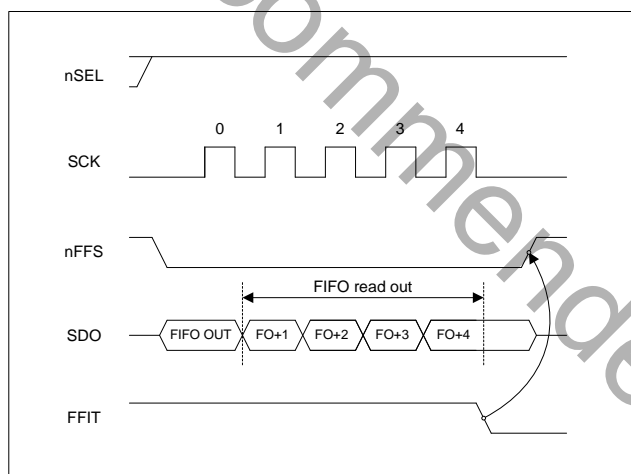 nSEL
0 1 2 3 4
SCK
nFFS
FIFO read out
SDO
FIFO OUT FO+1 FO+2 FO+3 FO+4
FFIT
ommende